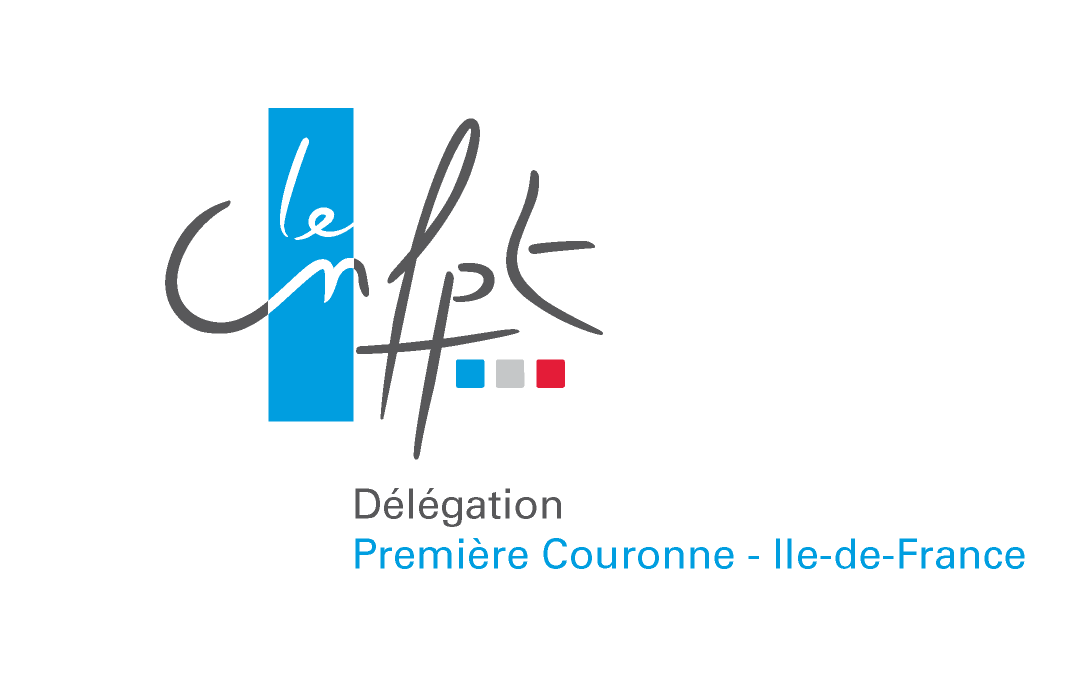 le
cnfpt
Délégation
Première Couronne - Ile-de-France